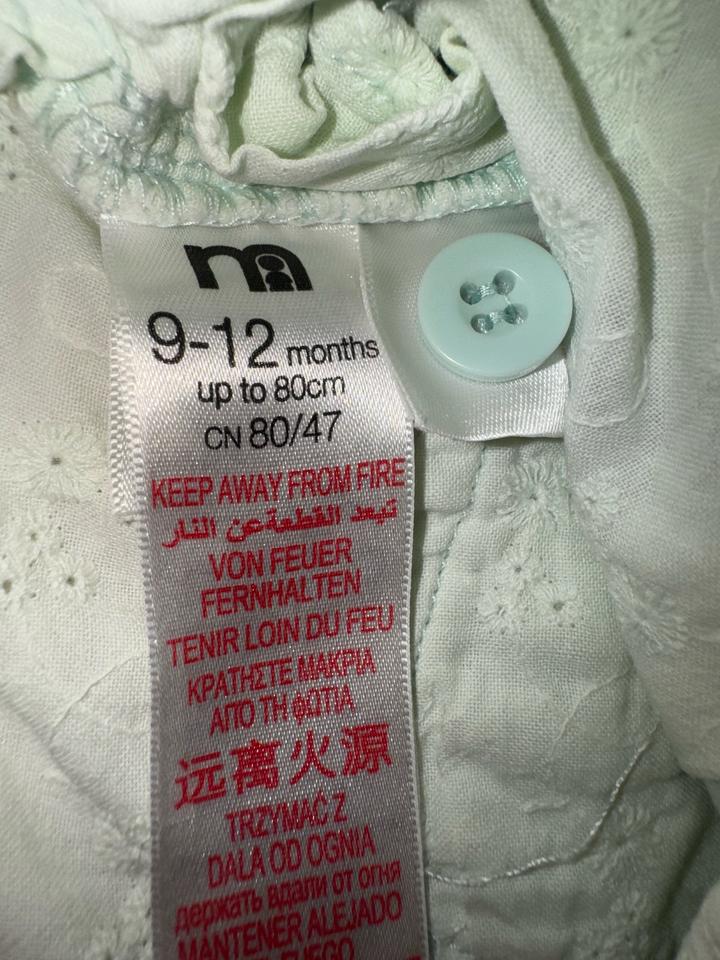 m
9-12 months
up to 80cm
CN 80/47
KEEP AWAY FROM FIRE
تبعد القطعة عن النار
VON FEUER
FERNHALTEN
TENIR LOIN DU FEU
ΚΡΑΤΗΣΤΕ ΜΑΚΡΙΑ
ΑΠΟ ΤΗ ΦΩΤΙΑ
远离火源
TRZYMAĆ Z
DALA OD OGNIA
держать вдали от огня
MANTENER ALEJADO
FUEGO